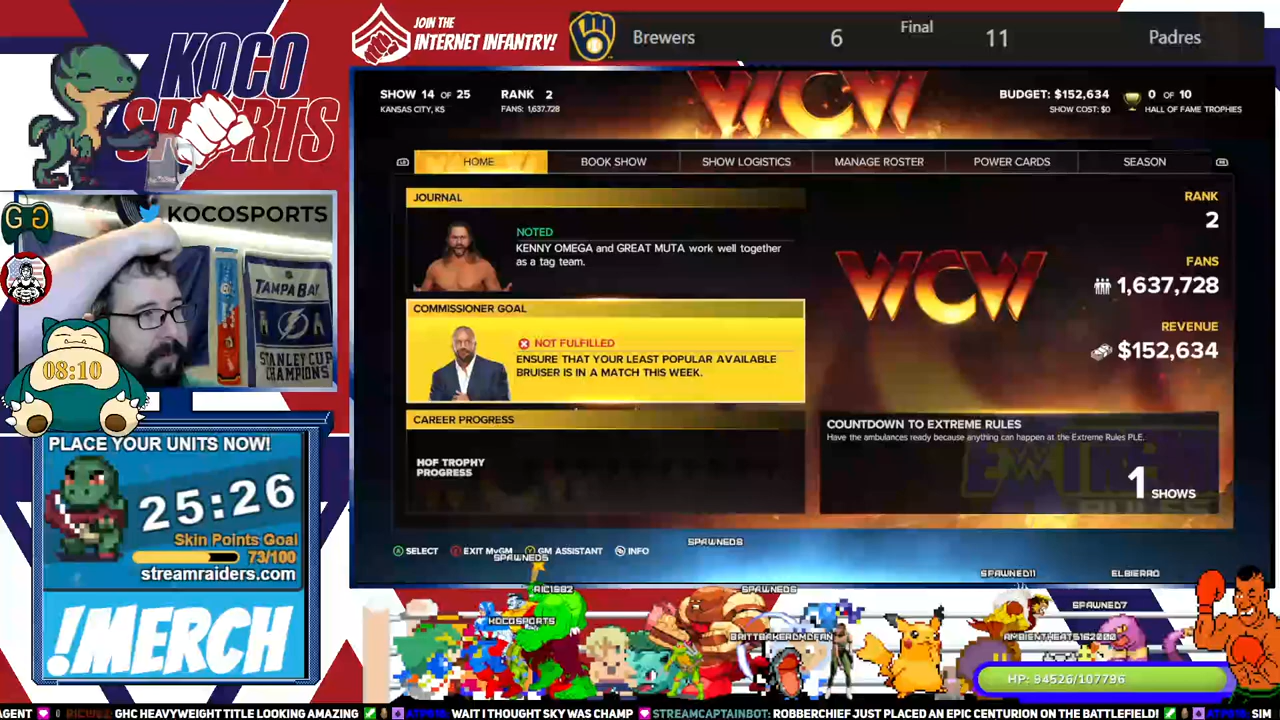 KOCO
SPORTS
JOIN THE
INTERNET INFANTRY!
Brewers 6 Final 11 Padres
SHOW 14 OF 25
KANSAS CITY, KS
RANK 2
FANS: 1,637,728
WCW
BUDGET: $152,634
SHOW COST: $0
0 OF 10
HALL OF FAME TROPHIES
HOME
BOOK SHOW
SHOW LOGISTICS
MANAGE ROSTER
POWER CARDS
SEASON
JOURNAL
NOTED
KENNY OMEGA and GREAT MUTA work well together
as a tag team.
COMMISSIONER GOAL
NOT FULFILLED
ENSURE THAT YOUR LEAST POPULAR AVAILABLE
BRUISER IS IN A MATCH THIS WEEK.
CAREER PROGRESS
HOF TROPHY
PROGRESS
WCW
RANK
2
FANS
1,637,728
REVENUE
$152,634
COUNTDOWN TO EXTREME RULES
Have the ambulances ready because anything can happen at the Extreme Rules PLE.
1 SHOWS
SELECT
EXIT MyGM
GM ASSISTANT
INFO
KOCOSPORTS
TAMPA BAY
STANLEY CUP
CHAMPIONS
08:10
PLACE YOUR UNITS NOW!
25:26
Skin Points Goal
73/100
streamraiders.com
!MERCH
SPAWNED8
SPAWNED5
SPAWNED11
ELBIERRO
KOCOSPORTS
SPAWNED7
BRITTBAKERDMDFAN
HP: 94526/107796
AGENT
GHC HEAVYWEIGHT TITLE LOOKING AMAZING
WAIT I THOUGHT SKY WAS CHAMP
STREAMCAPTAINBOT: ROBBERCHIEF JUST PLACED AN EPIC CENTURION ON THE BATTLEFIELD!
SIM